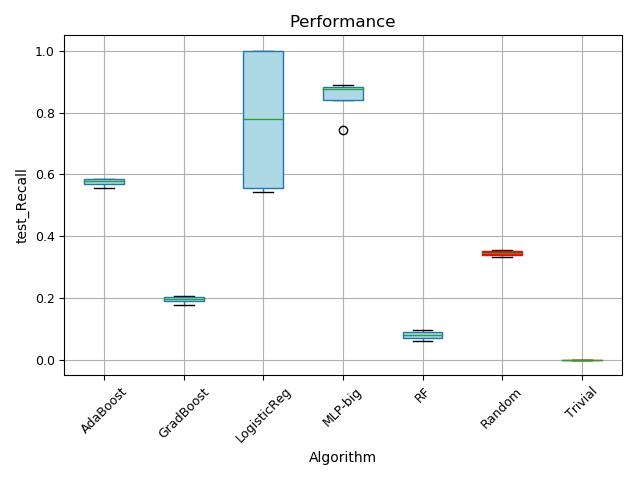 Performance
1.0
0.8
0.6
0.4
0.2
0.0
test_Recall
AdaBoost
GradBoost
LogisticReg
MLP-big
RF
Random
Trivial
Algorithm